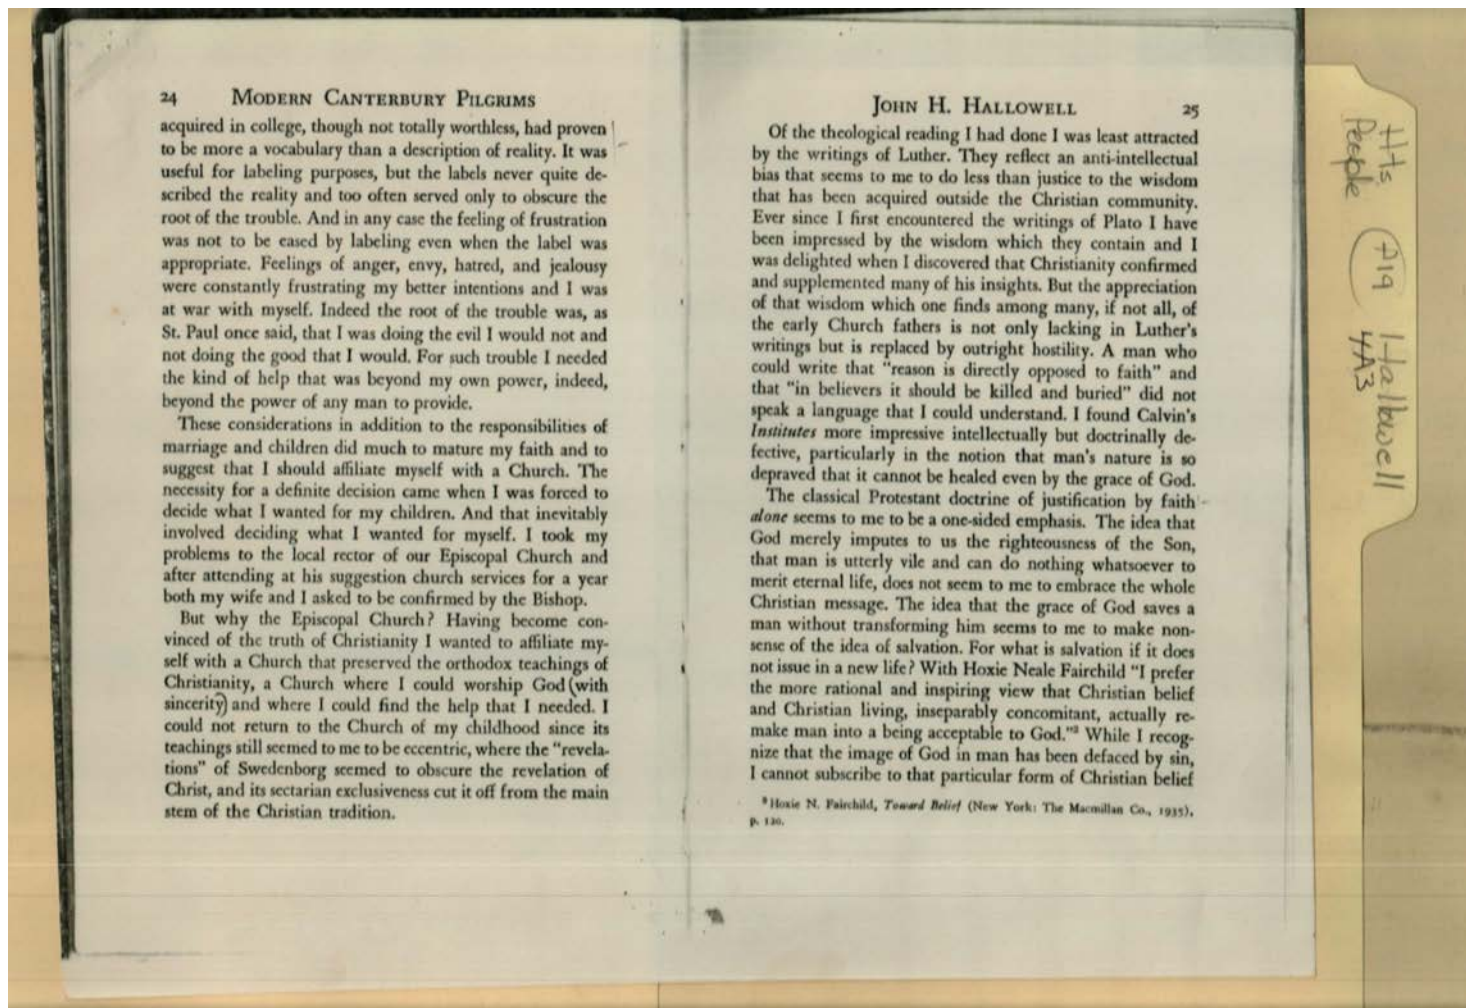 24 MODERN CANTERBURY PILGRIMS
acquired in college, though not totally worthless, had proven
to be more a vocabulary than a description of reality. It was
useful for labeling purposes, but the labels never quite de-
scribed the reality and too often served only to obscure the
root of the trouble. And in any case the feeling of frustration
was not to be eased by labeling even when the label was
appropriate. Feelings of anger, envy, hatred, and jealousy
were constantly frustrating my better intentions and I was
at war with myself. Indeed the root of the trouble was, as
St. Paul once said, that I was doing the evil I would not and
not doing the good that I would. For such trouble I needed
the kind of help that was beyond my own power, indeed,
beyond the power of any man to provide.
These considerations in addition to the responsibilities of
marriage and children did much to mature my faith and to
suggest that I should affiliate myself with a Church. The
necessity for a definite decision came when I was forced to
decide what I wanted for my children. And that inevitably
involved deciding what I wanted for myself. I took my
problems to the local rector of our Episcopal Church and
after attending at his suggestion church services for a year
both my wife and I asked to be confirmed by the Bishop.
But why the Episcopal Church? Having become con-
vinced of the truth of Christianity I wanted to affiliate my-
self with a Church that preserved the orthodox teachings of
Christianity, a Church where I could worship God (with
sincerity) and where I could find the help that I needed. I
could not return to the Church of my childhood since its
teachings still seemed to me to be eccentric, where the "revela-
tions" of Swedenborg seemed to obscure the revelation of
Christ, and its sectarian exclusiveness cut it off from the main
stem of the Christian tradition.
JOHN H. HALLOWELL 25
Of the theological reading I had done I was least attracted
by the writings of Luther. They reflect an anti-intellectual
bias that seems to me to do less than justice to the wisdom
that has been acquired outside the Christian community.
Ever since I first encountered the writings of Plato I have
been impressed by the wisdom which they contain and I
was delighted when I discovered that Christianity confirmed
and supplemented many of his insights. But the appreciation
of that wisdom which one finds among many, if not all, of
the early Church fathers is not only lacking in Luther's
writings but is replaced by outright hostility. A man who
could write that "reason is directly opposed to faith" and
that "in believers it should be killed and buried" did not
speak a language that I could understand. I found Calvin's
Institutes more impressive intellectually but doctrinally de-
fective, particularly in the notion that man's nature is so
depraved that it cannot be healed even by the grace of God.
The classical Protestant doctrine of justification by faith
alone seems to me to be a one-sided emphasis. The idea that
God merely imputes to us the righteousness of the Son,
that man is utterly vile and can do nothing whatsoever to
merit eternal life, does not seem to me to embrace the whole
Christian message. The idea that the grace of God saves a
man without transforming him seems to me to make non-
sense of the idea of salvation. For what is salvation if it does
not issue in a new life? With Hoxie Neale Fairchild "I prefer
the more rational and inspiring view that Christian belief
and Christian living, inseparably concomitant, actually re-
make man into a being acceptable to God."³ While I recog-
nize that the image of God in man has been defaced by sin,
I cannot subscribe to that particular form of Christian belief
³ Hoxie N. Fairchild, Toward Belief (New York: The Macmillan Co., 1935),
p. 120.
Hts P19 Hallowell
People 4A3